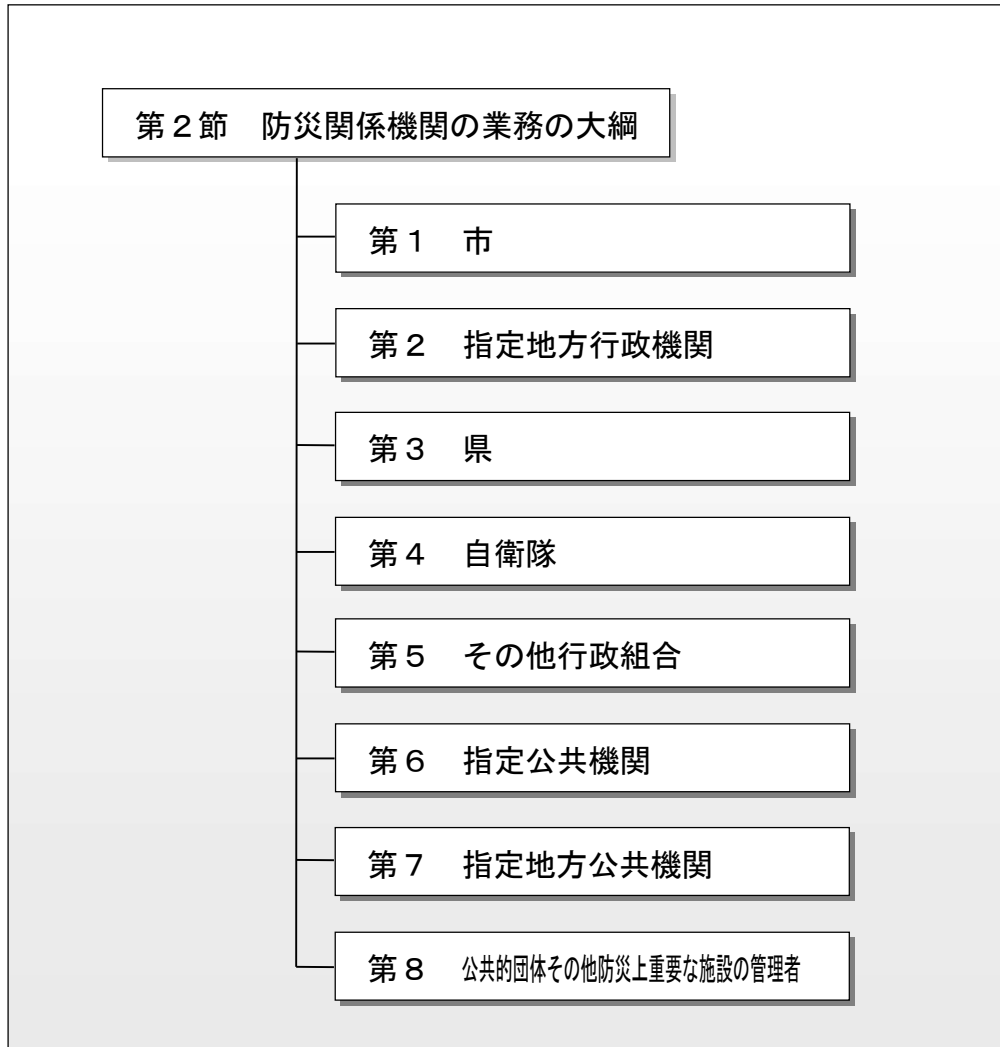 第２節　防災関係機関の業務の大綱
第１　市
第２　指定地方行政機関
第３　県
第４　自衛隊
第５　その他行政組合
第６　指定公共機関
第７　指定地方公共機関
第８　公共的団体その他防災上重要な施設の管理者